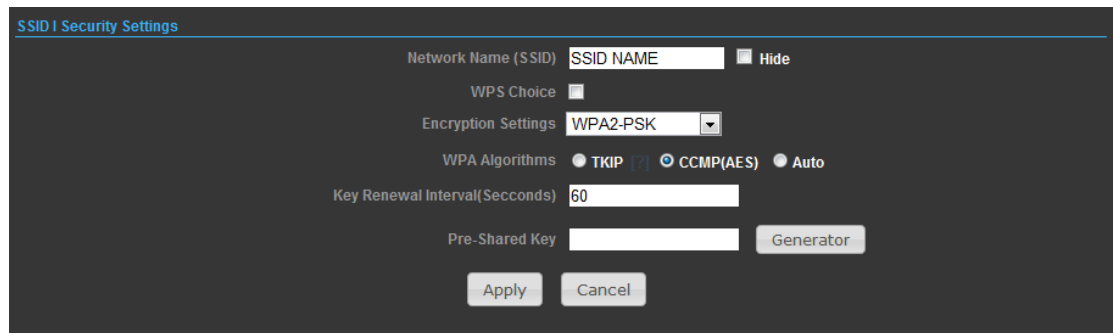 SSID I Security Settings
Network Name (SSID) SSID NAME Hide
WPS Choice
Encryption Settings WPA2-PSK
WPA Algorithms TKIP [?] CCMP(AES) Auto
Key Renewal Interval(Secconds) 60
Pre-Shared Key Generator
Apply Cancel